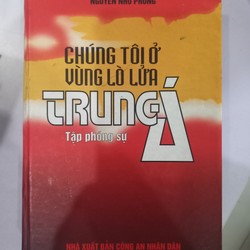 NGUYỄN NHƯ PHONG
CHÚNG TÔI Ở
VÙNG LÒ LỬA
TRUNG Á
Tập phóng sự
NHÀ XUẤT BẢN CÔNG AN NHÂN DÂN